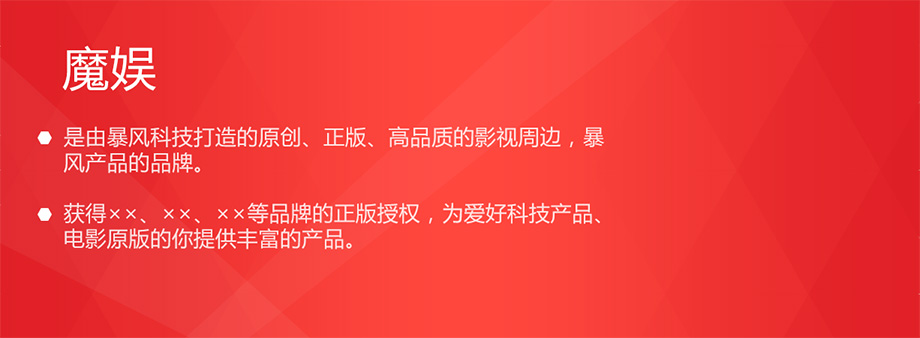 魔娱
是由暴风科技打造的原创、正版、高品质的影视周边，暴
风产品的品牌。
获得××、××、××等品牌的正版授权，为爱好科技产品、
电影原版的你提供丰富的产品。